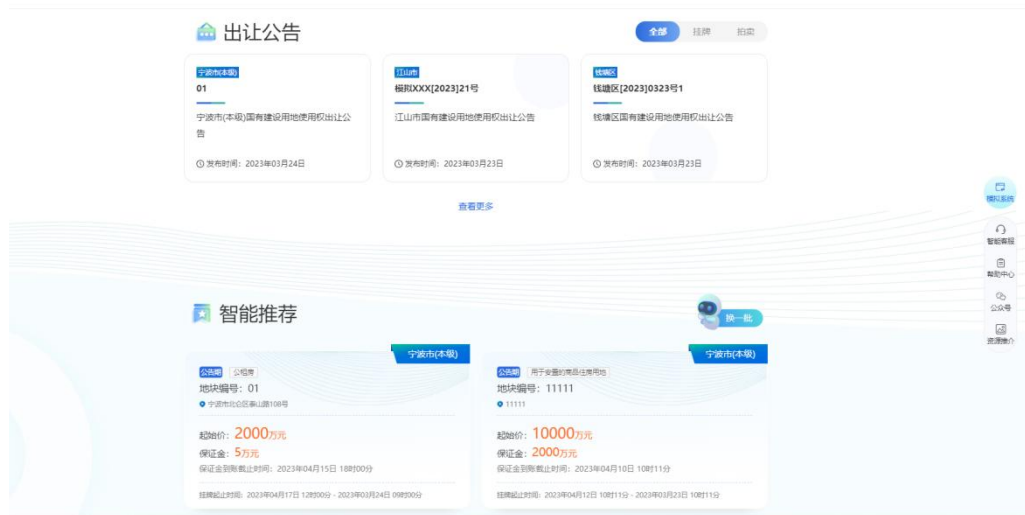 出让公告
全部 挂牌 拍卖
宁波市(本级)
01
宁波市(本级)国有建设用地使用权出让公
告
发布时间：2023年03月24日
江山市
模拟XXX[2023]21号
江山市国有建设用地使用权出让公告
发布时间：2023年03月23日
钱塘区
钱塘区[2023]0323号1
钱塘区国有建设用地使用权出让公告
发布时间：2023年03月23日
查看更多
模拟系统
智能客服
帮助中心
公众号
资源推介
智能推荐
换一批
宁波市(本级)
公告期 公租房
地块编号：01
宁波市北仑区泰山路108号
起始价：2000万元
保证金：5万元
保证金到账截止时间：2023年04月15日 18时00分
挂牌起止时间：2023年04月17日 12时00分 - 2023年03月24日 09时00分
宁波市(本级)
公告期 用于安置的商品住房用地
地块编号：11111
11111
起始价：10000万元
保证金：2000万元
保证金到账截止时间：2023年04月10日 10时11分
挂牌起止时间：2023年04月12日 10时11分 - 2023年03月23日 10时11分